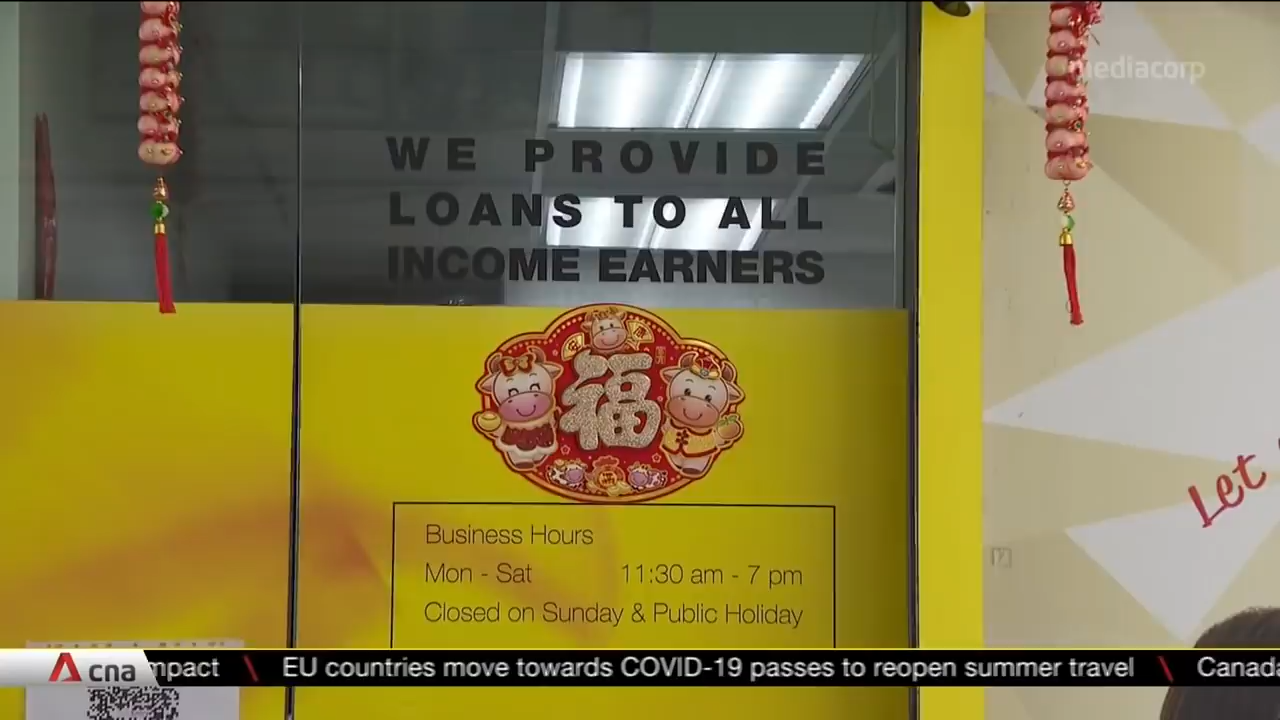 mediacorp
WE PROVIDE
LOANS TO ALL
INCOME EARNERS
福
Business Hours
Mon - Sat 11:30 am - 7 pm
Closed on Sunday & Public Holiday
Let
cna
mpact \ EU countries move towards COVID-19 passes to reopen summer travel \ Canada